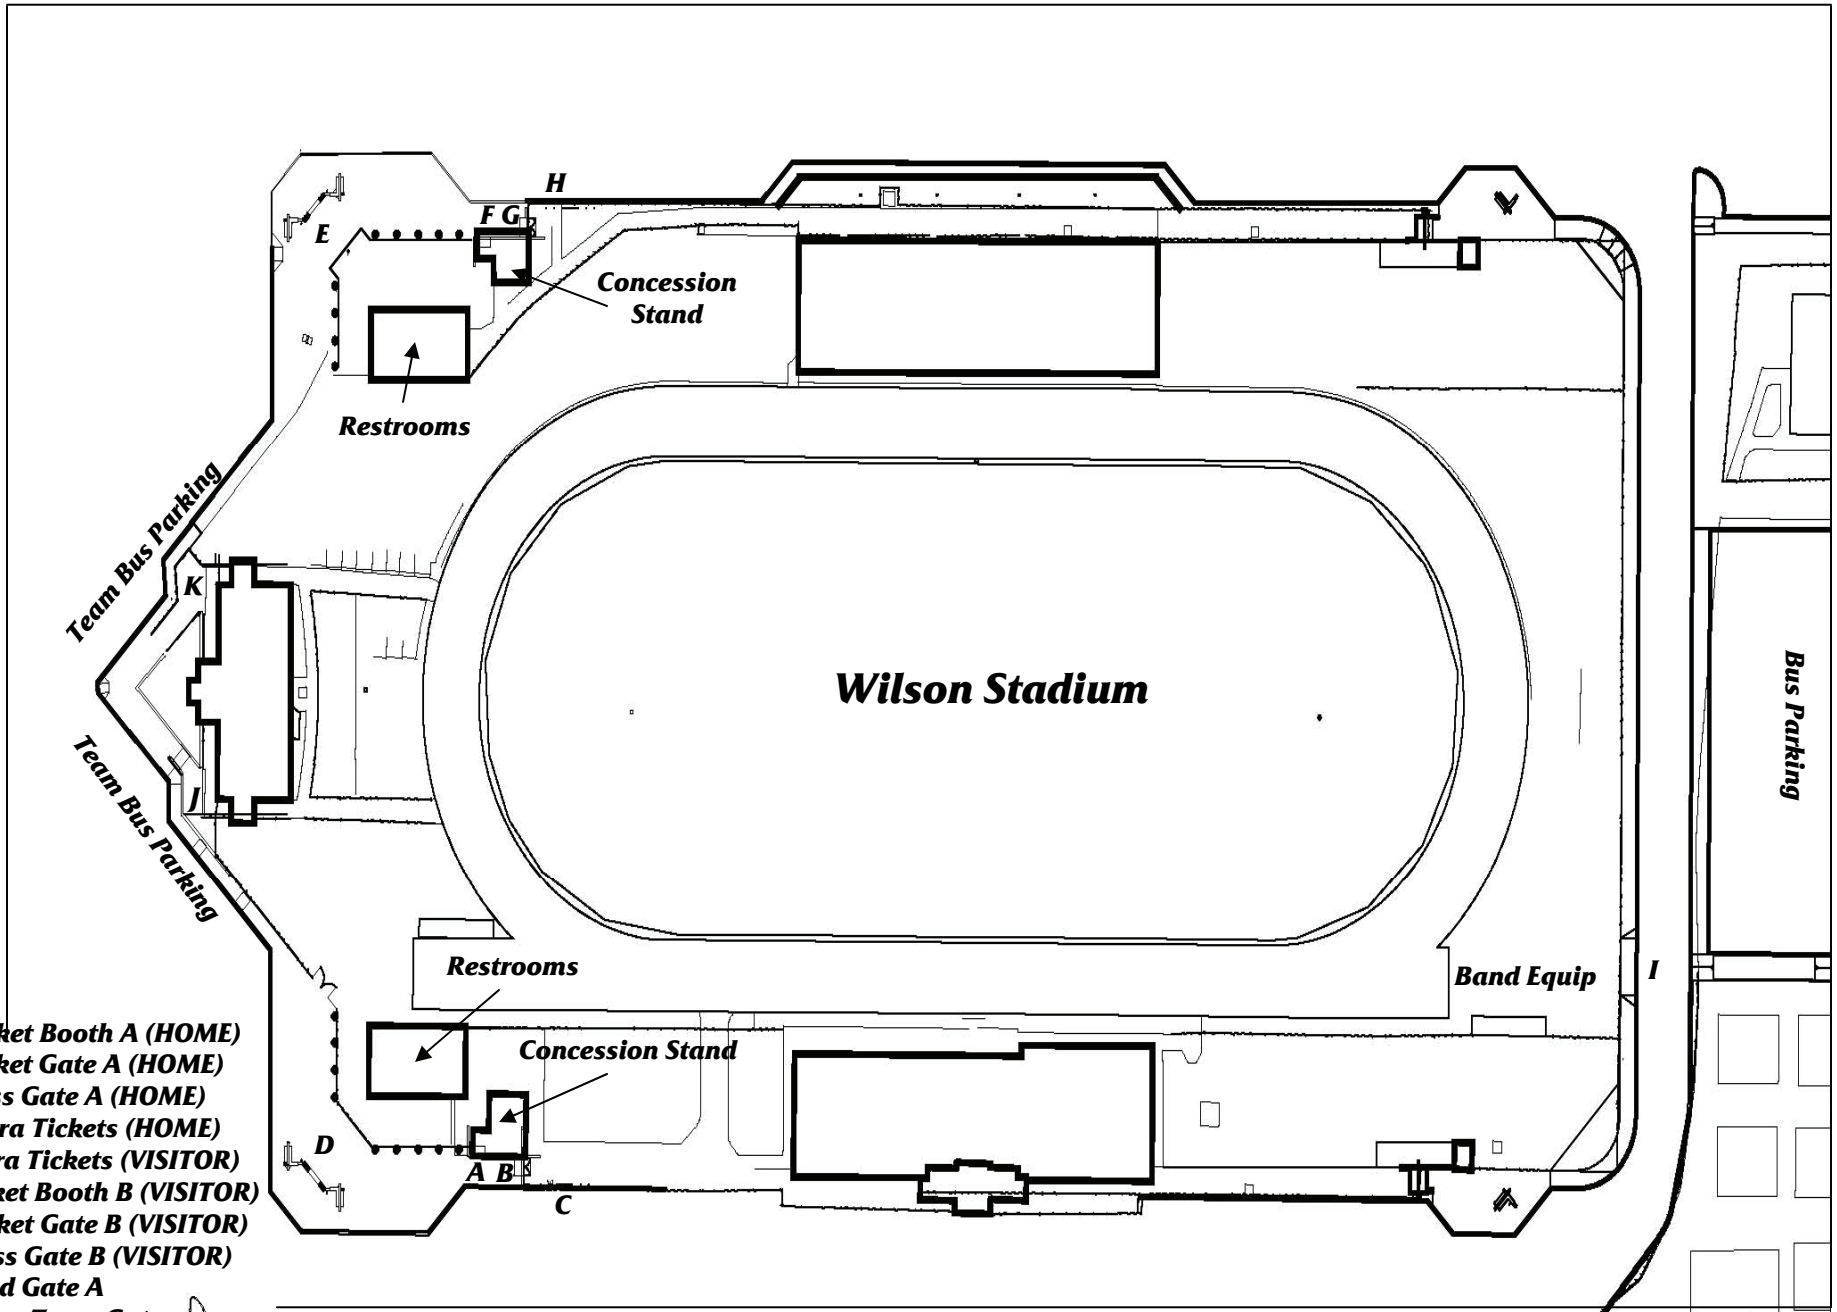 H
F G
E
Concession
Stand
Restrooms
Team Bus Parking
K
Wilson Stadium
Bus Parking
Team Bus Parking
J
Restrooms
Band Equip
I
Concession Stand
D
A B
C
ket Booth A (HOME)
ket Gate A (HOME)
ss Gate A (HOME)
ra Tickets (HOME)
ra Tickets (VISITOR)
ket Booth B (VISITOR)
ket Gate B (VISITOR)
ss Gate B (VISITOR)
d Gate A